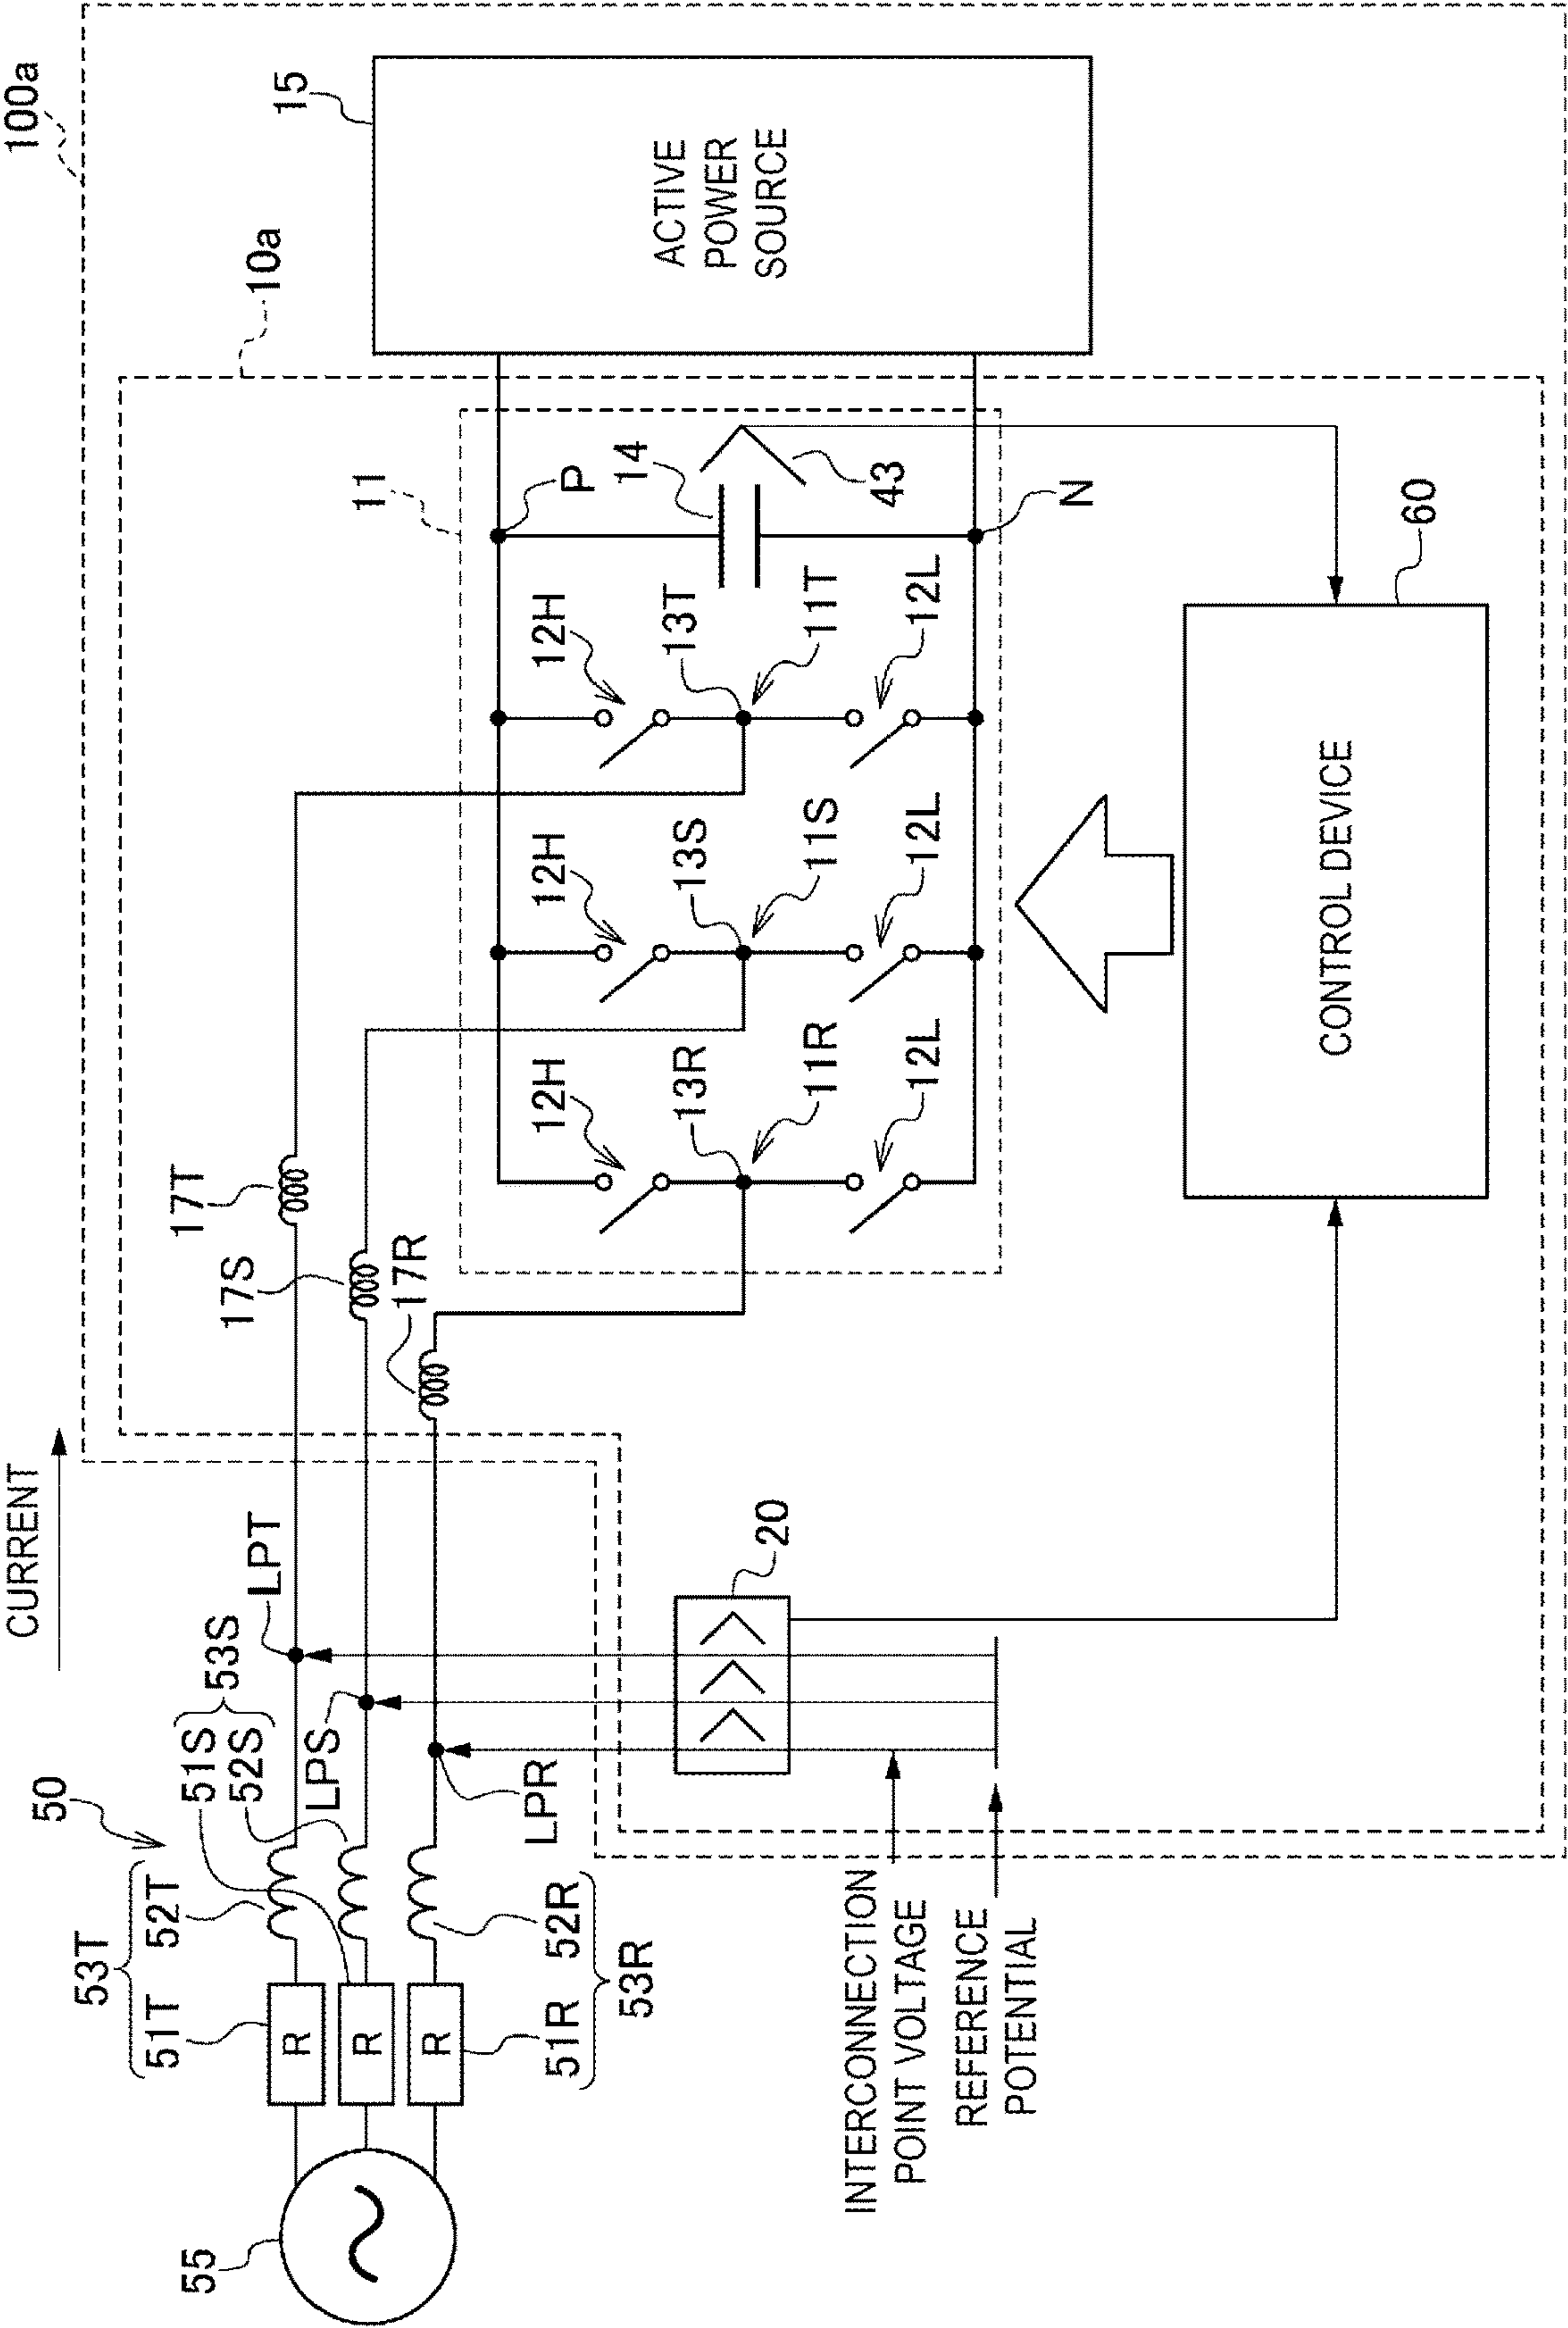 100a
CURRENT
10a
15
ACTIVE
POWER
SOURCE
50
53T
51T
52T
53S
51S
52S
LPT
LPS
LPR
17T
17S
17R
11
12H
12H
12H
P
14
43
13R
13S
13T
11R
11S
11T
12L
12L
12L
N
55
R
R
R
51R
52R
53R
20
60
CONTROL DEVICE
INTERCONNECTION
POINT VOLTAGE
REFERENCE
POTENTIAL